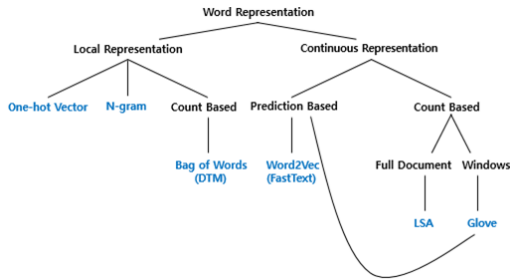 Word Representation
Local Representation
Continuous Representation
One-hot Vector
N-gram
Count Based
Prediction Based
Count Based
Bag of Words
(DTM)
Word2Vec
(FastText)
Full Document
Windows
LSA
Glove